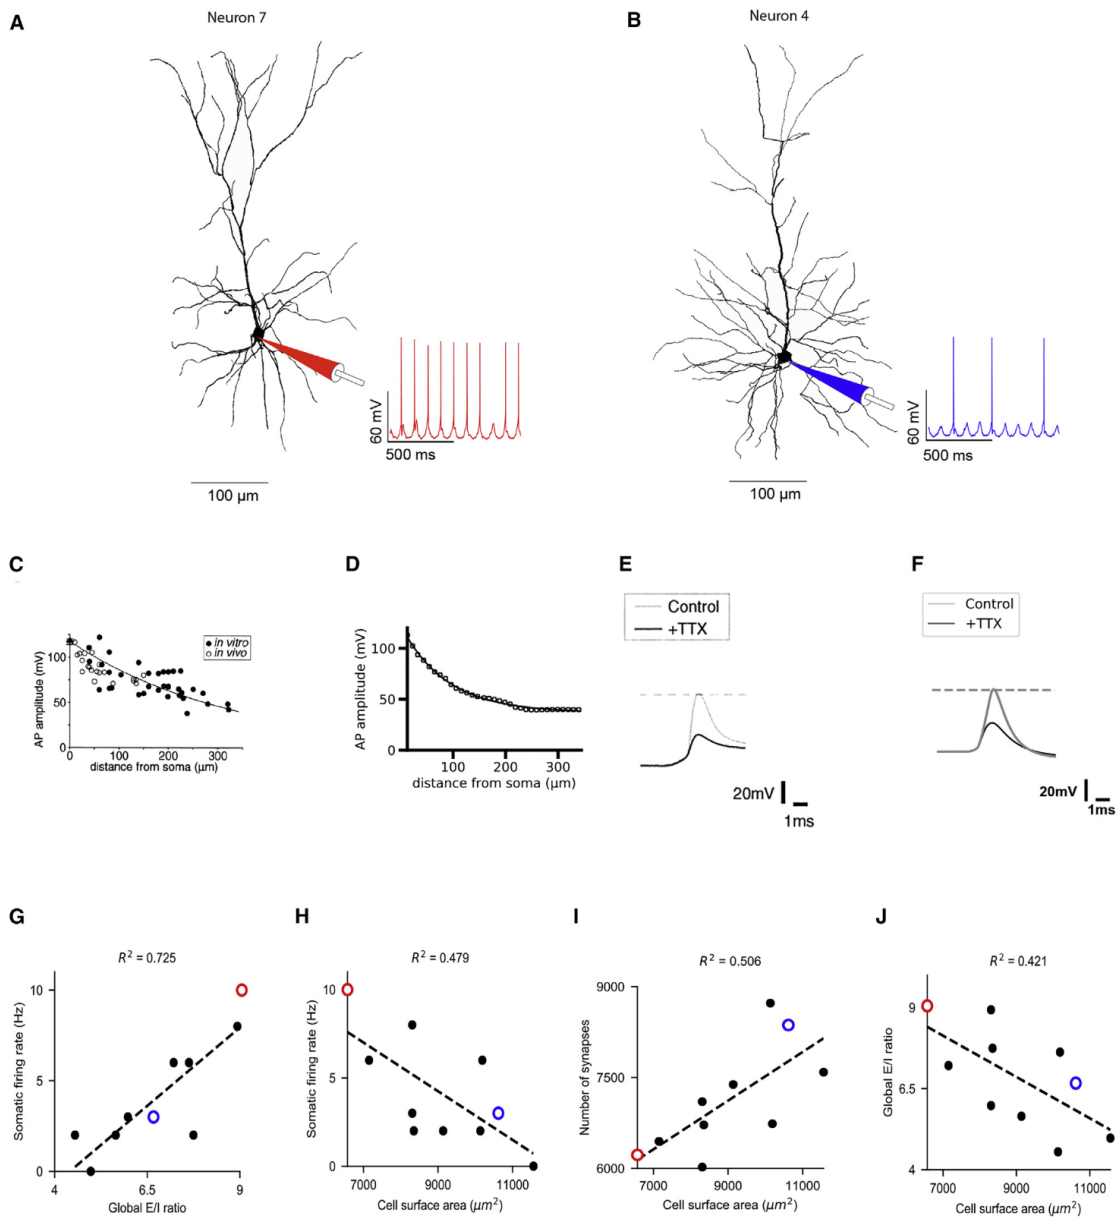 A
Neuron 7
B
Neuron 4
60 mV
500 ms
100 µm
60 mV
500 ms
100 µm
C
in vitro
in vivo
AP amplitude (mV)
100
50
0
0 100 200 300
distance from soma (µm)
D
AP amplitude (mV)
100
50
0
100 200 300
distance from soma (µm)
E
Control
+TTX
20mV
1ms
F
Control
+TTX
20mV
1ms
G
R² = 0.725
Somatic firing rate (Hz)
10
5
0
4 6.5 9
Global E/I ratio
H
R² = 0.479
Somatic firing rate (Hz)
10
5
0
7000 9000 11000
Cell surface area (µm²)
I
R² = 0.506
Number of synapses
9000
7500
6000
7000 9000 11000
Cell surface area (µm²)
J
R² = 0.421
Global E/I ratio
9
6.5
4
7000 9000 11000
Cell surface area (µm²)